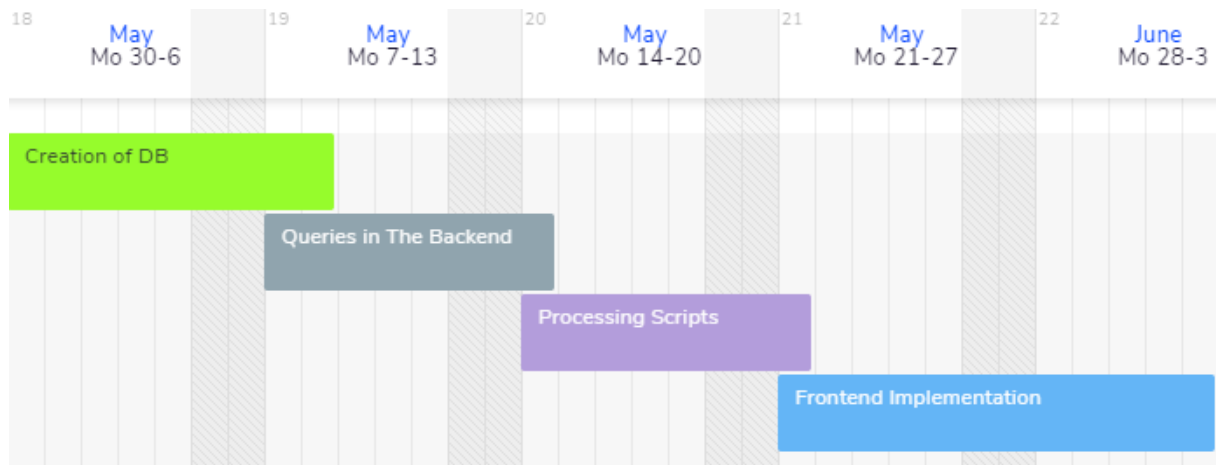 18
May
Mo 30-6
19
May
Mo 7-13
20
May
Mo 14-20
21
May
Mo 21-27
22
June
Mo 28-3
Creation of DB
Queries in The Backend
Processing Scripts
Frontend Implementation